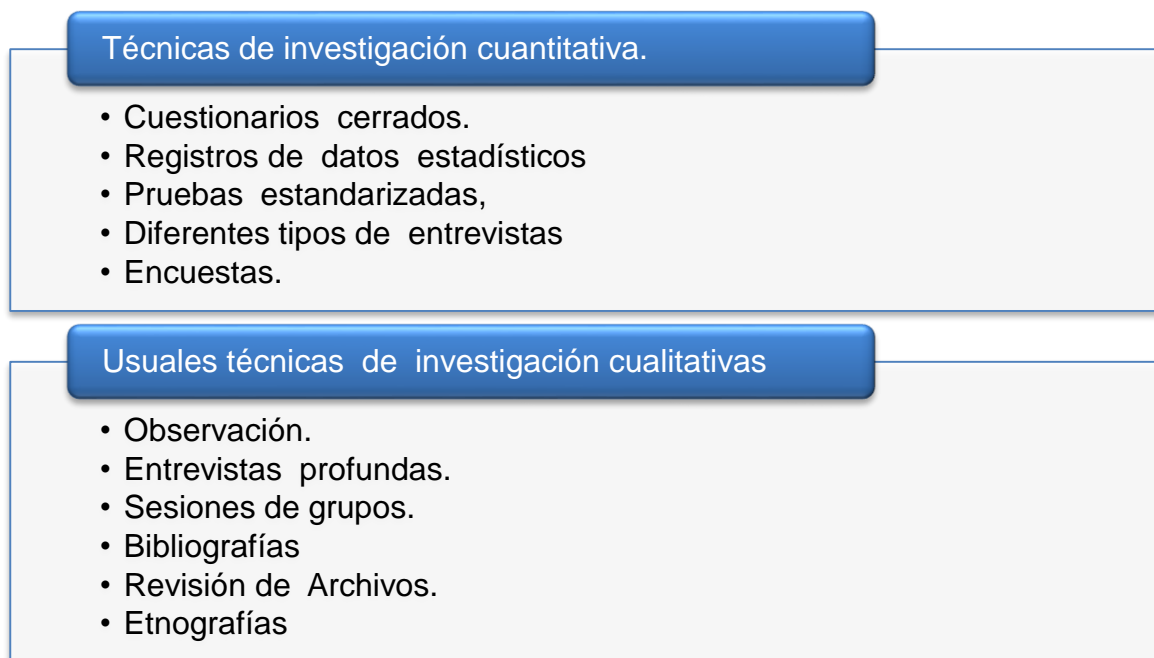 Técnicas de investigación cuantitativa.
• Cuestionarios cerrados.
• Registros de datos estadísticos
• Pruebas estandarizadas,
• Diferentes tipos de entrevistas
• Encuestas.
Usuales técnicas de investigación cualitativas
• Observación.
• Entrevistas profundas.
• Sesiones de grupos.
• Bibliografías
• Revisión de Archivos.
• Etnografías